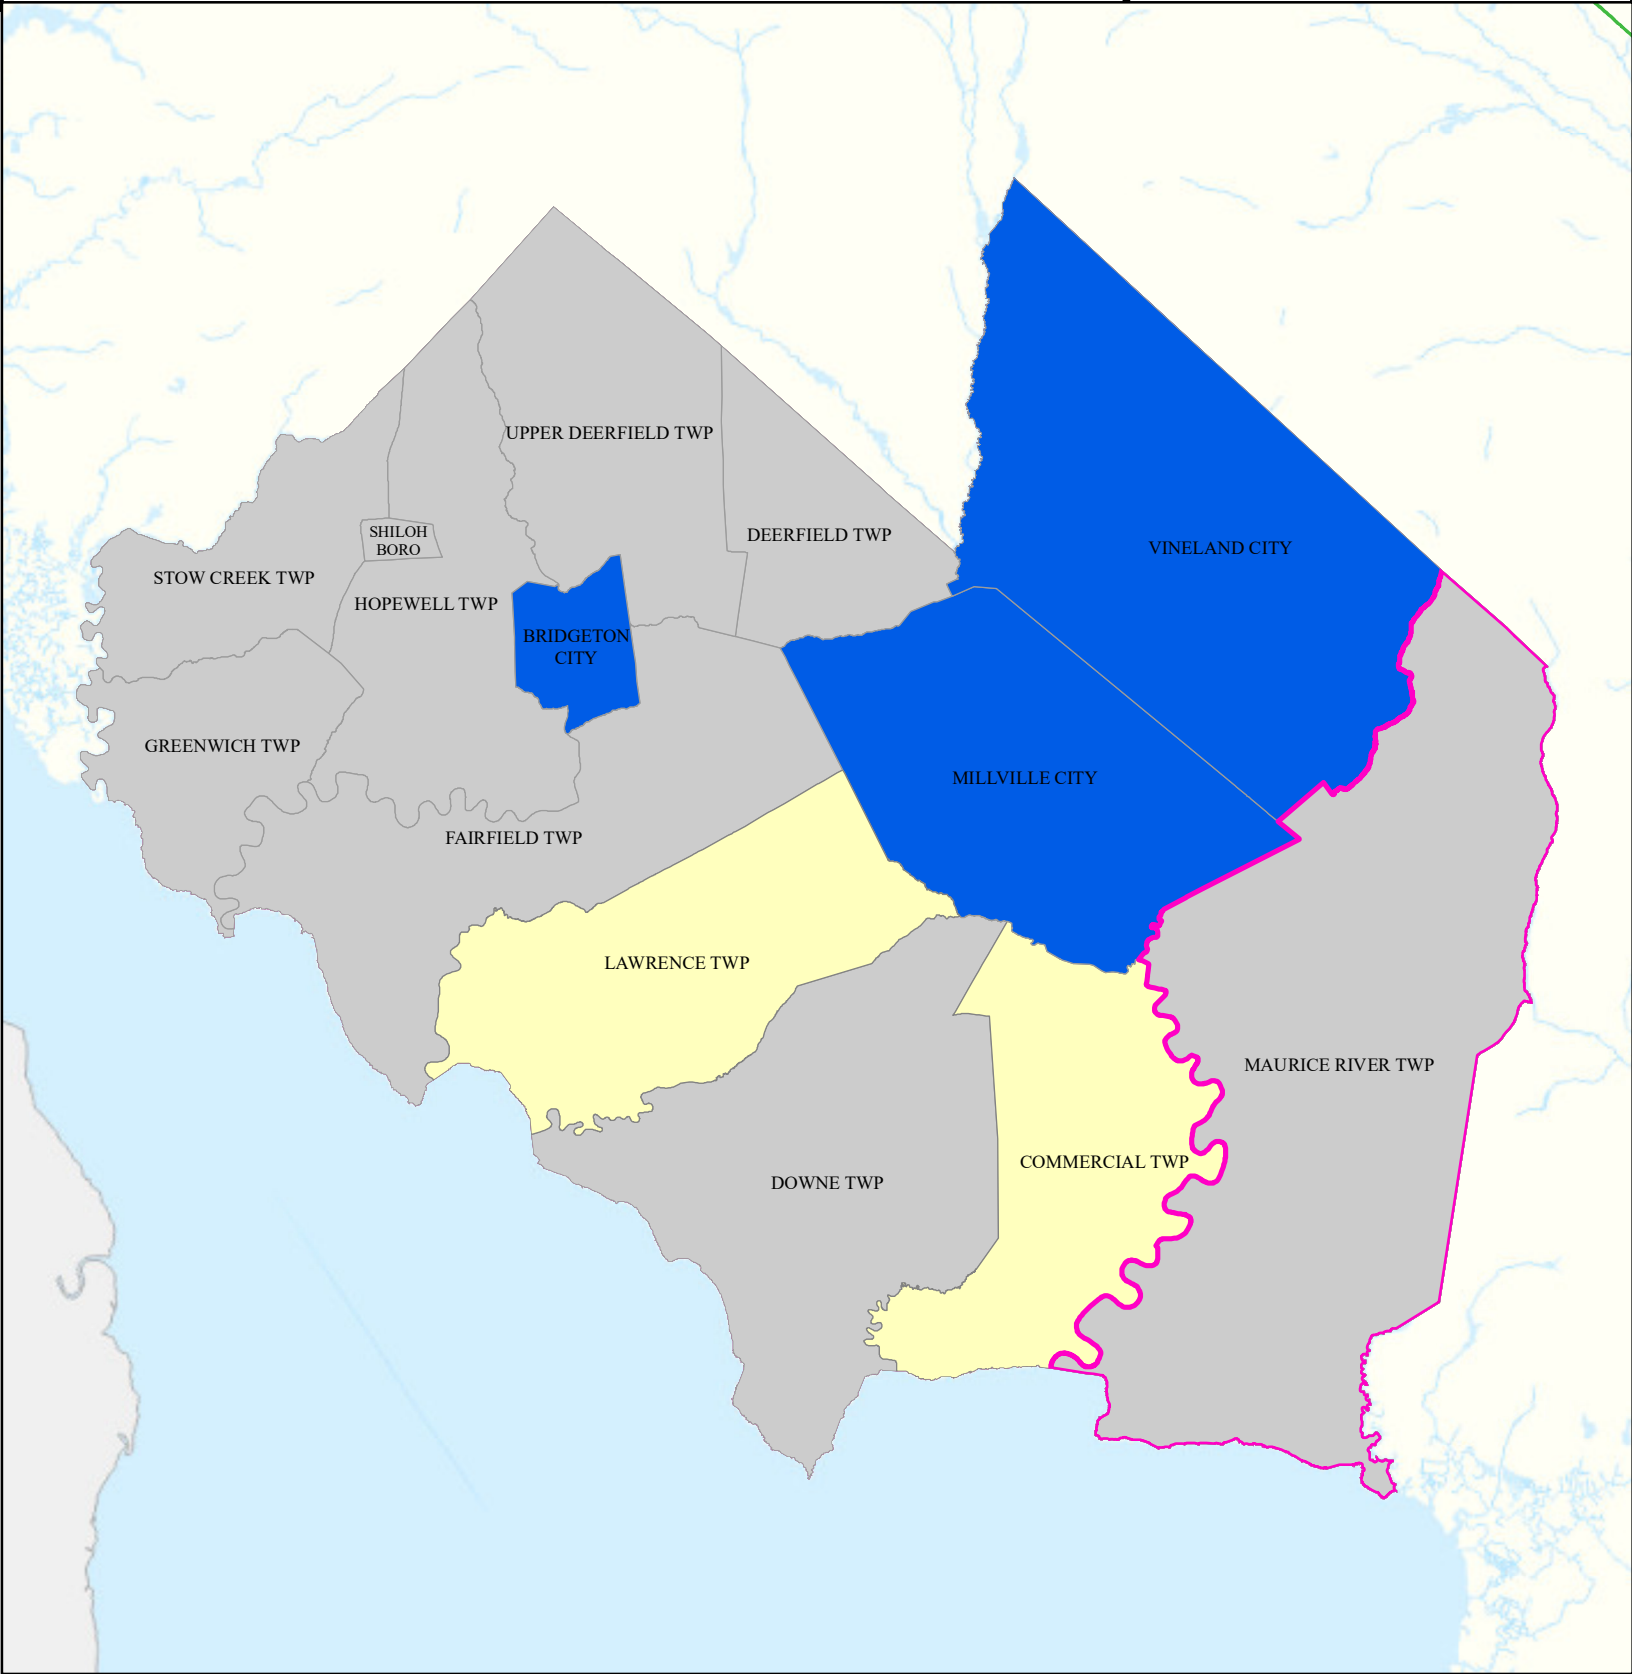 UPPER DEERFIELD TWP
SHILOH
BORO
DEERFIELD TWP
VINELAND CITY
STOW CREEK TWP
HOPEWELL TWP
BRIDGETON
CITY
GREENWICH TWP
MILLVILLE CITY
FAIRFIELD TWP
LAWRENCE TWP
MAURICE RIVER TWP
COMMERCIAL TWP
DOWNE TWP